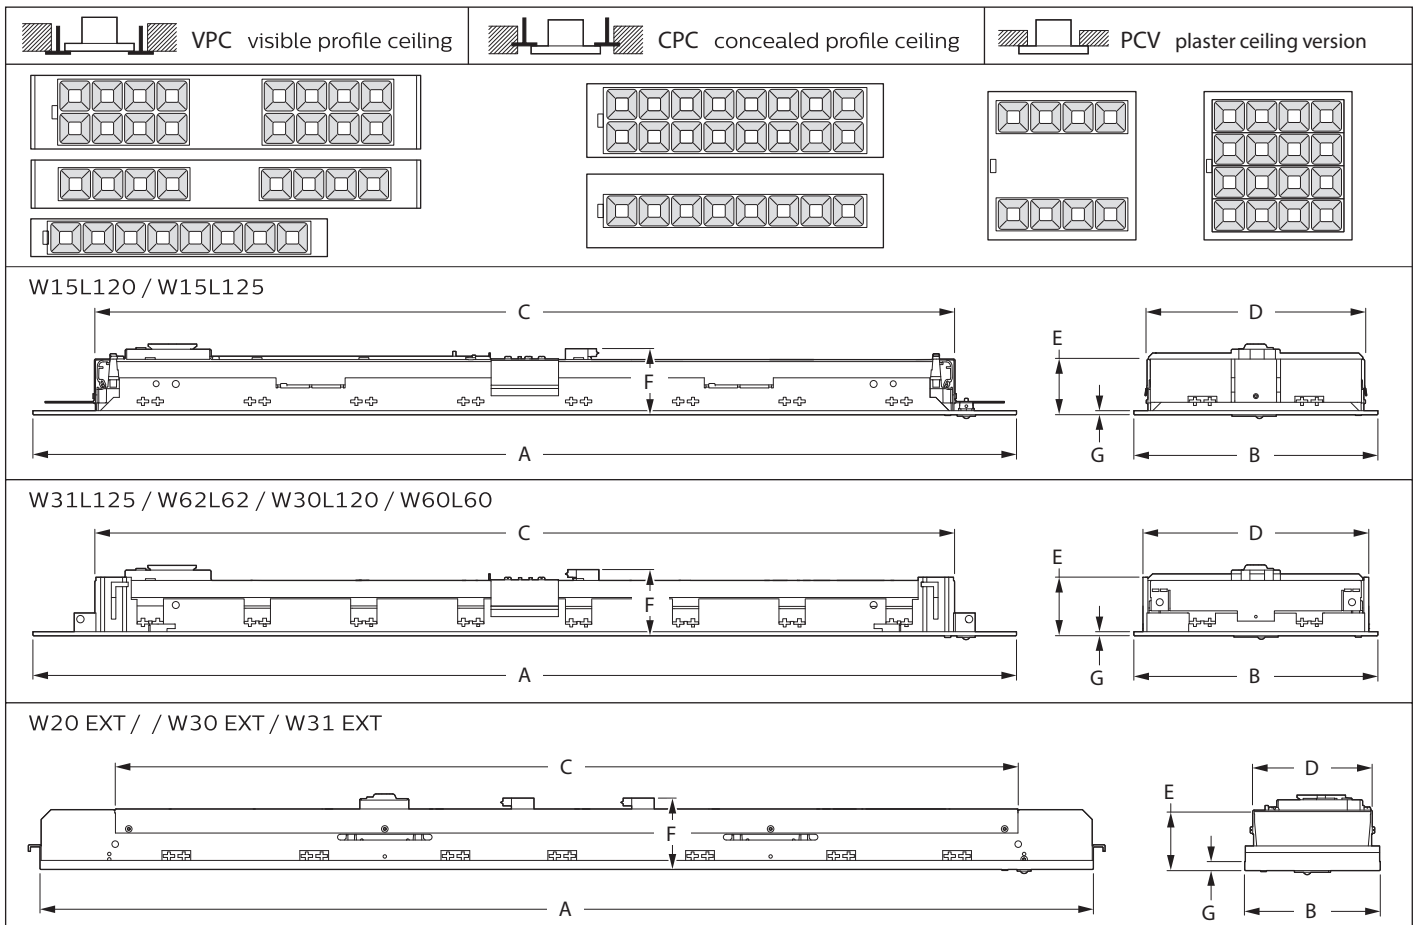 VPC visible profile ceiling
CPC concealed profile ceiling
PCV plaster ceiling version
W15L120 / W15L125
C
D
E
F
G
A
B
W31L125 / W62L62 / W30L120 / W60L60
C
D
E
F
G
A
B
W20 EXT / / W30 EXT / W31 EXT
C
D
E
F
G
A
B